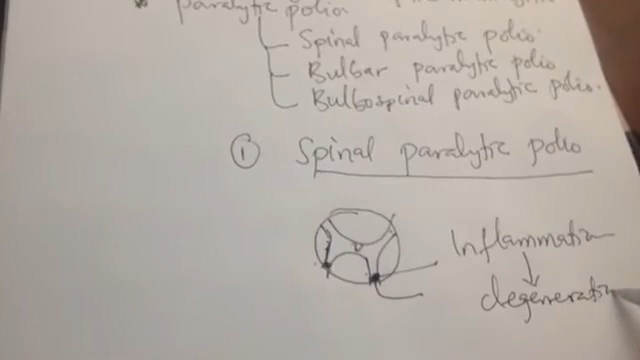 Paralytic polio.
Spinal paralytic polio.
Bulbar paralytic polio
Bulbospinal paralytic polio.
① Spinal paralytic polio
Inflammation
degeneration